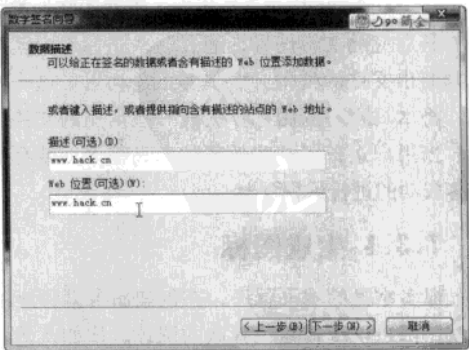 数字签名向导
数据描述
可以给正在签名的数据或者含有描述的 Web 位置添加数据。
或者键入描述，或者提供指向含有描述的站点的 Web 地址。
描述(可选)(D):
www.hack.cn
Web 位置(可选)(W):
www.hack.cn
<上一步(B) 下一步(N)> 取消